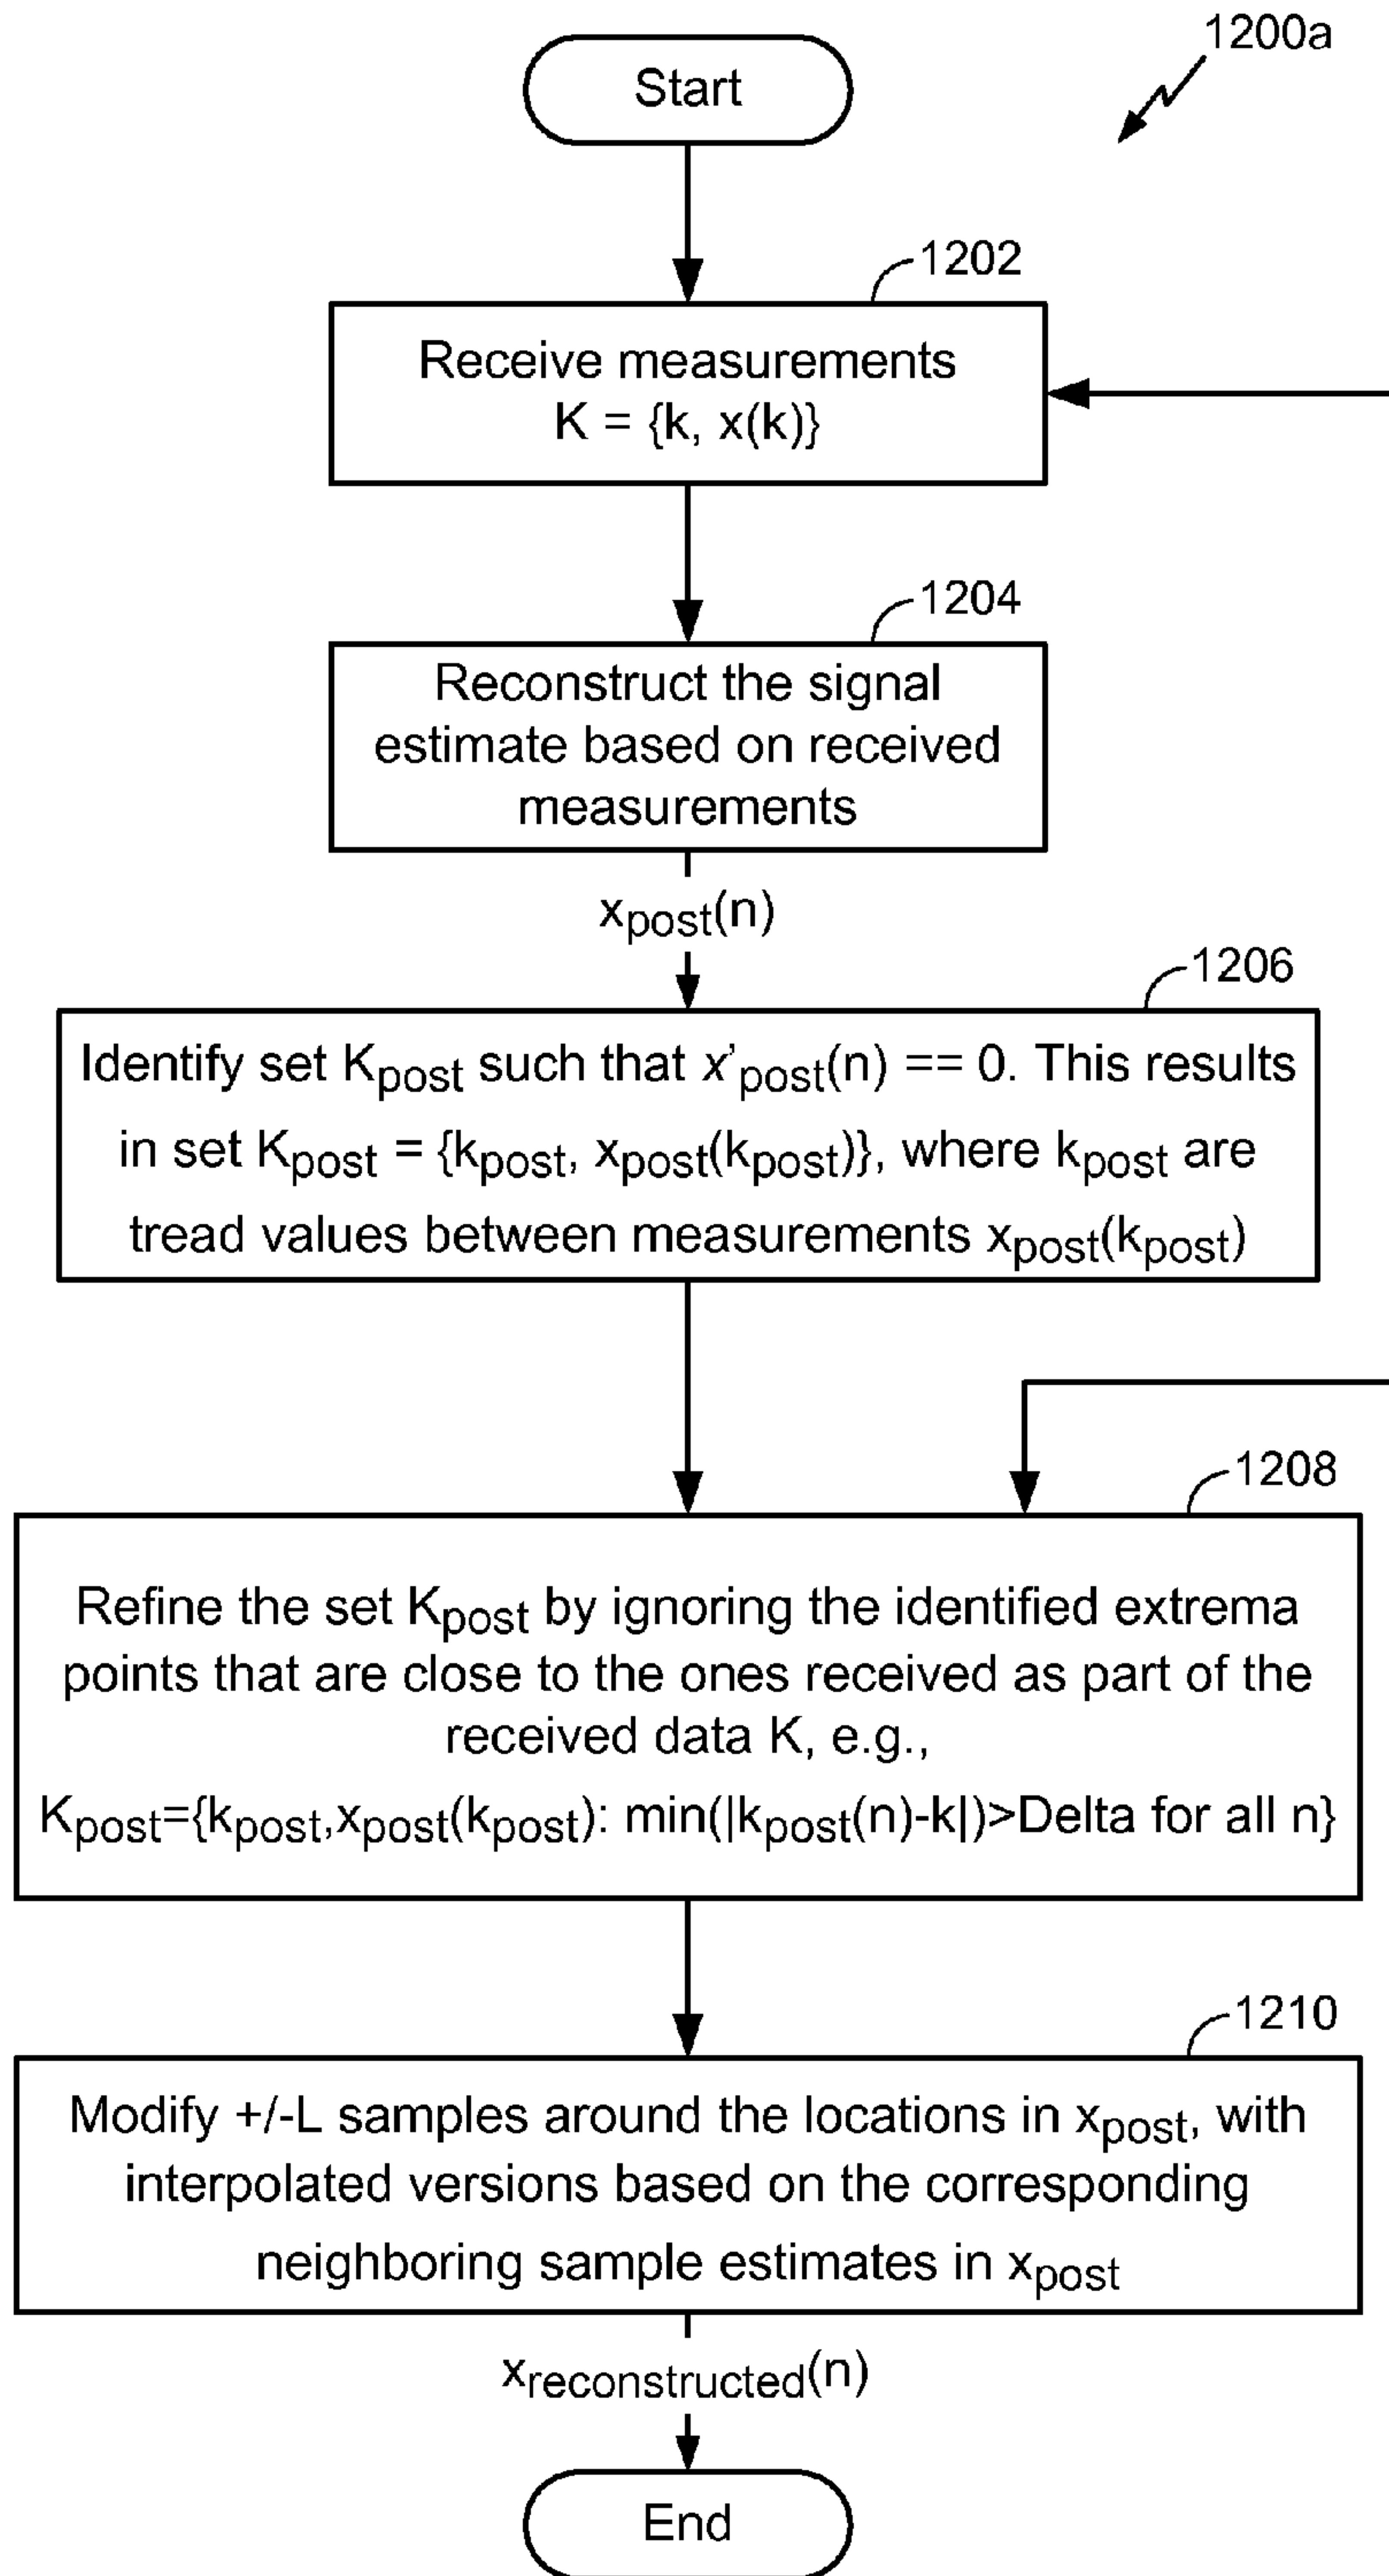 1200a
Start
1202
Receive measurements
K = {k, x(k)}
1204
Reconstruct the signal
estimate based on received
measurements
xpost(n)
1206
Identify set Kpost such that x’post(n) == 0. This results
in set Kpost = {kpost, xpost(kpost)}, where kpost are
tread values between measurements xpost(kpost)
1208
Refine the set Kpost by ignoring the identified extrema
points that are close to the ones received as part of the
received data K, e.g.,
Kpost={kpost,xpost(kpost): min(|kpost(n)-k|)>Delta for all n}
1210
Modify +/-L samples around the locations in xpost, with
interpolated versions based on the corresponding
neighboring sample estimates in xpost
xreconstructed(n)
End